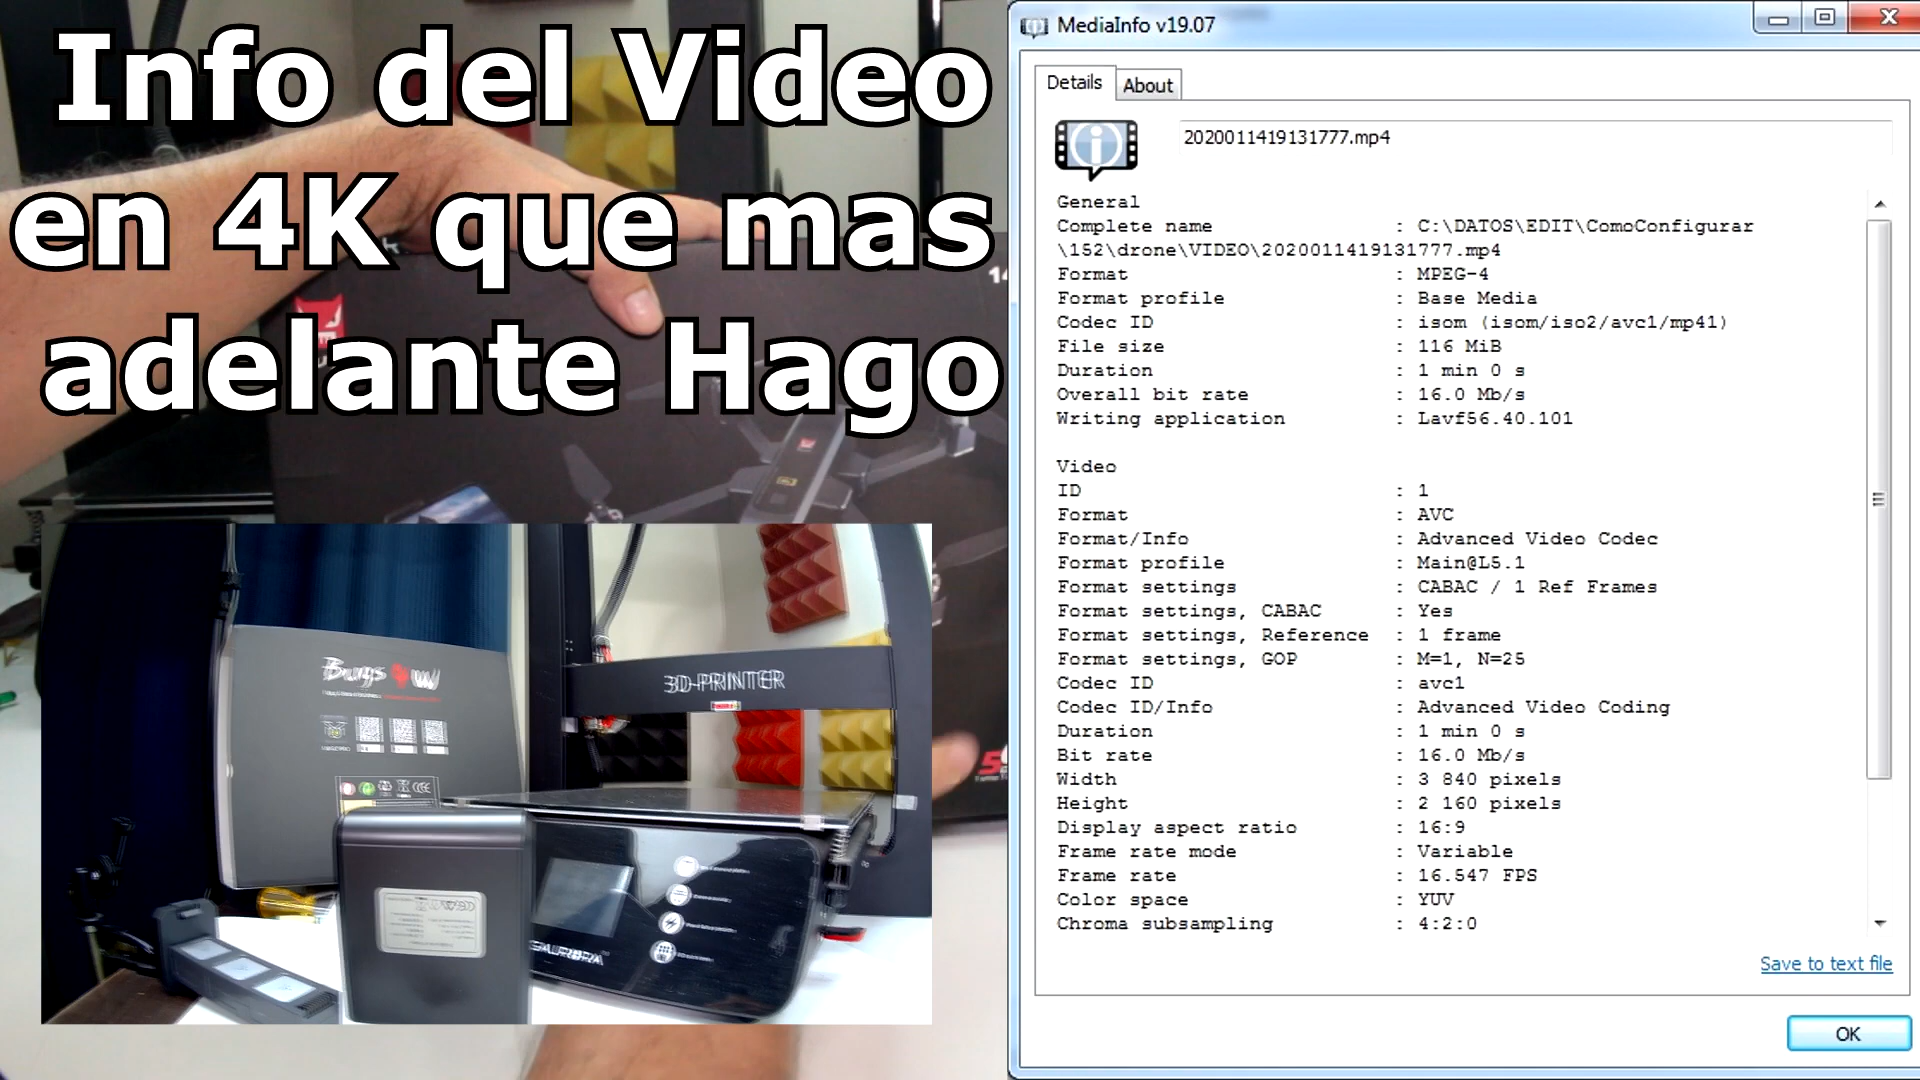 Info del Video
en 4K que mas
adelante Hago
14
Bugs 4 W
3D-PRINTER
MediaInfo v19.07
Details
About
2020011419131777.mp4
General
Complete name : C:\DATOS\EDIT\ComoConfigurar
\152\drone\VIDEO\2020011419131777.mp4
Format : MPEG-4
Format profile : Base Media
Codec ID : isom (isom/iso2/avc1/mp41)
File size : 116 MiB
Duration : 1 min 0 s
Overall bit rate : 16.0 Mb/s
Writing application : Lavf56.40.101
Video
ID : 1
Format : AVC
Format/Info : Advanced Video Codec
Format profile : Main@L5.1
Format settings : CABAC / 1 Ref Frames
Format settings, CABAC : Yes
Format settings, Reference : 1 frame
Format settings, GOP : M=1, N=25
Codec ID : avc1
Codec ID/Info : Advanced Video Coding
Duration : 1 min 0 s
Bit rate : 16.0 Mb/s
Width : 3 840 pixels
Height : 2 160 pixels
Display aspect ratio : 16:9
Frame rate mode : Variable
Frame rate : 16.547 FPS
Color space : YUV
Chroma subsampling : 4:2:0
Save to text file
OK